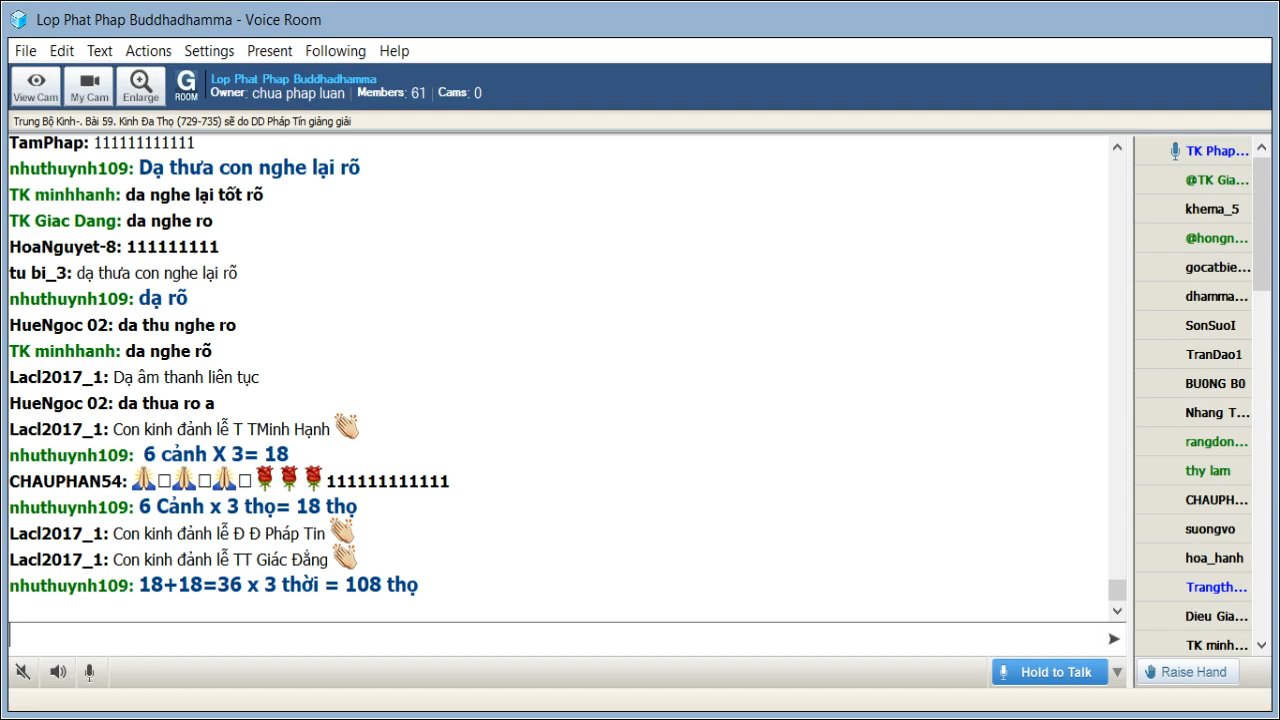 Lop Phat Phap Buddhadhamma - Voice Room
File Edit Text Actions Settings Present Following Help
View Cam My Cam Enlarge G ROOM
Lop Phat Phap Buddhadhamma
Owner: chua phap luan Members: 61 Cams: 0
Trung Bộ Kinh-. Bài 59. Kinh Đa Thọ (729-735) sẽ do DD Pháp Tín giảng giải
TamPhap: 111111111111
nhuthuynh109: Dạ thưa con nghe lại rõ
TK minhhanh: da nghe lại tốt rõ
TK Giac Dang: da nghe ro
HoaNguyet-8: 111111111
tu bi_3: dạ thưa con nghe lại rõ
nhuthuynh109: dạ rõ
HueNgoc 02: da thu nghe ro
TK minhhanh: da nghe rõ
Lacl2017_1: Dạ âm thanh liên tục
HueNgoc 02: da thua ro a
Lacl2017_1: Con kinh đảnh lễ T TMinh Hạnh 👏
nhuthuynh109: 6 cảnh X 3= 18
CHAUPHAN54: 🙏□🙏□🙏□🌹🌹🌹111111111111
nhuthuynh109: 6 Cảnh x 3 thọ= 18 thọ
Lacl2017_1: Con kinh đảnh lễ Đ Đ Pháp Tin 👏
Lacl2017_1: Con kinh đảnh lễ TT Giác Đẳng 👏
nhuthuynh109: 18+18=36 x 3 thời = 108 thọ
TK Phap...
@TK Gia...
khema_5
@hongn...
gocatbie...
dhamma...
SonSuoI
TranDao1
BU0NG B0
Nhang T...
rangdon...
thy lam
CHAUPH...
suongvo
hoa_hanh
Trangth...
Dieu Gia...
TK minh...
Hold to Talk
Raise Hand